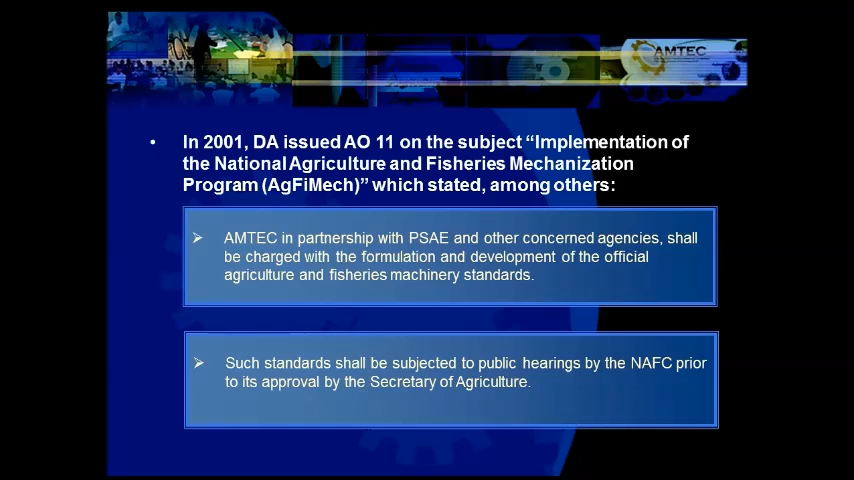 AMTEC
• In 2001, DA issued AO 11 on the subject “Implementation of
the National Agriculture and Fisheries Mechanization
Program (AgFiMech)” which stated, among others:
➢ AMTEC in partnership with PSAE and other concerned agencies, shall
be charged with the formulation and development of the official
agriculture and fisheries machinery standards.
➢ Such standards shall be subjected to public hearings by the NAFC prior
to its approval by the Secretary of Agriculture.